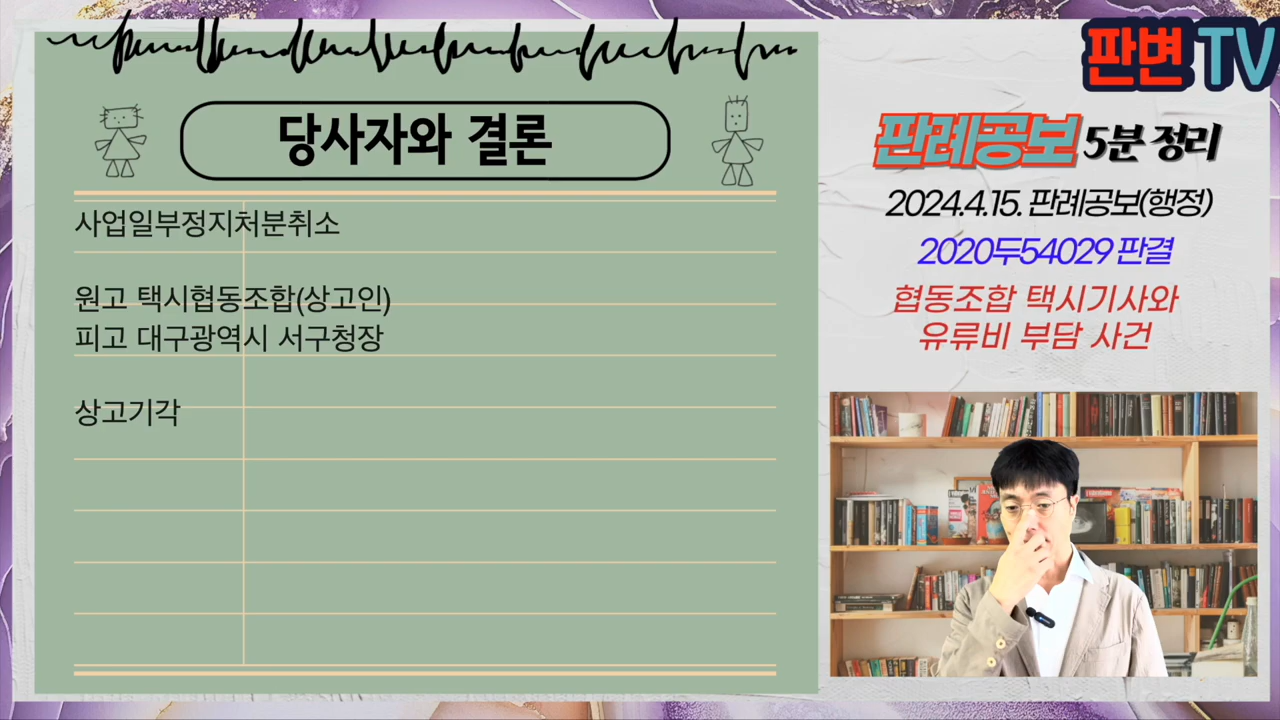 당사자와 결론
사업일부정지처분취소
원고 택시협동조합(상고인)
피고 대구광역시 서구청장
상고기각
판변 TV
판례공보 5분 정리
2024.4.15. 판례공보(행정)
2020두54029 판결
협동조합 택시기사와
유류비 부담 사건